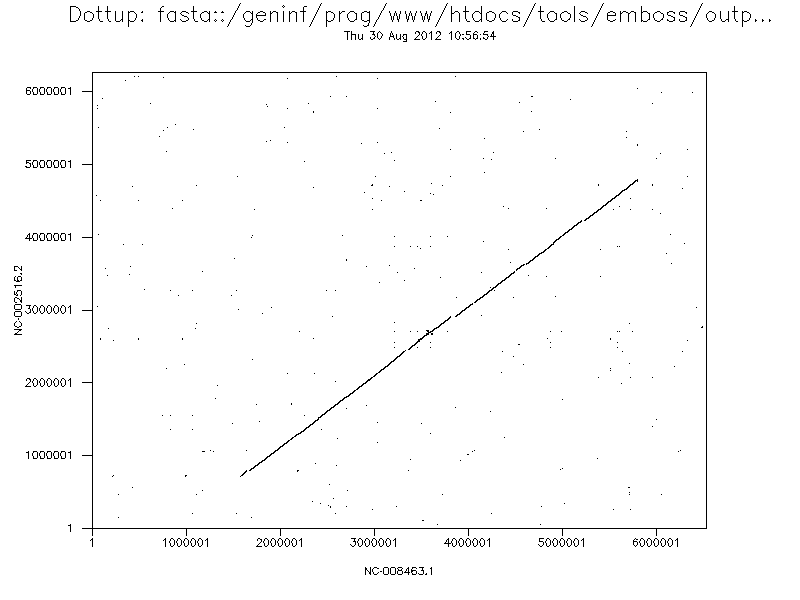 Dottup: fasta::/geninf/prog/www/htdocs/tools/emboss/outp...
Thu 30 Aug 2012 10:56:54
6000001
5000001
4000001
3000001
2000001
1000001
1
NC-002516.2
1 1000001 2000001 3000001 4000001 5000001 6000001
NC-008463.1